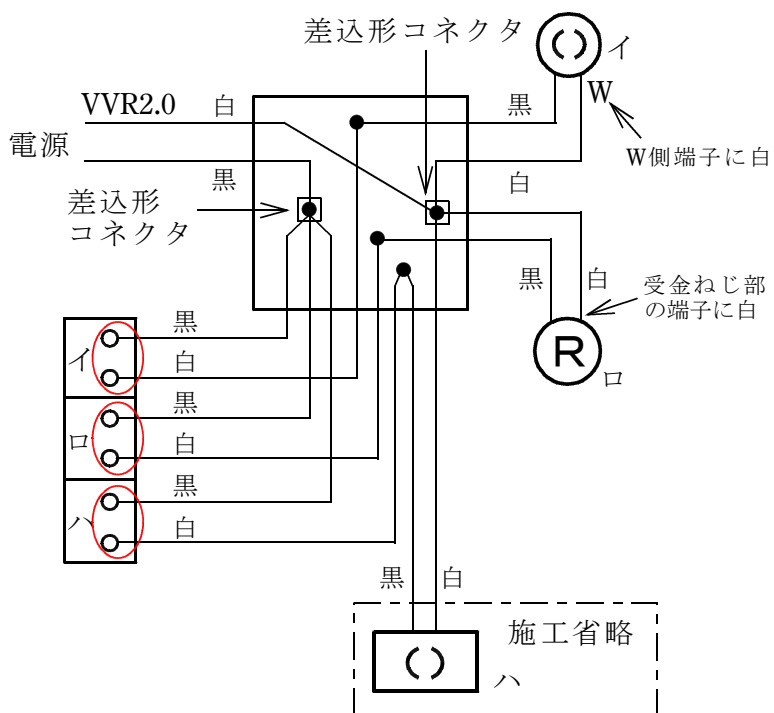 差込形コネクタ
イ
VVR2.0
白
黒
W
電源
W側端子に白
黒
白
差込形
コネクタ
黒
白
受金ねじ部
の端子に白
R
ロ
イ
黒
白
ロ
黒
白
ハ
黒
白
黒
白
施工省略
ハ